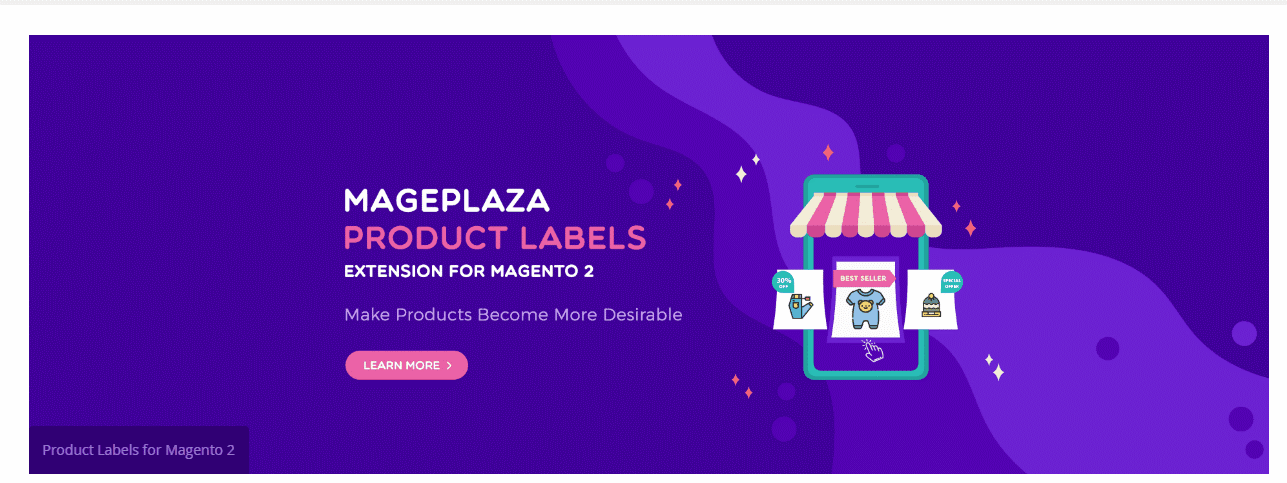 MAGEPLAZA
PRODUCT LABELS
EXTENSION FOR MAGENTO 2
Make Products Become More Desirable
LEARN MORE >
30%
OFF
BEST SELLER
SPECIAL
OFFER
Product Labels for Magento 2